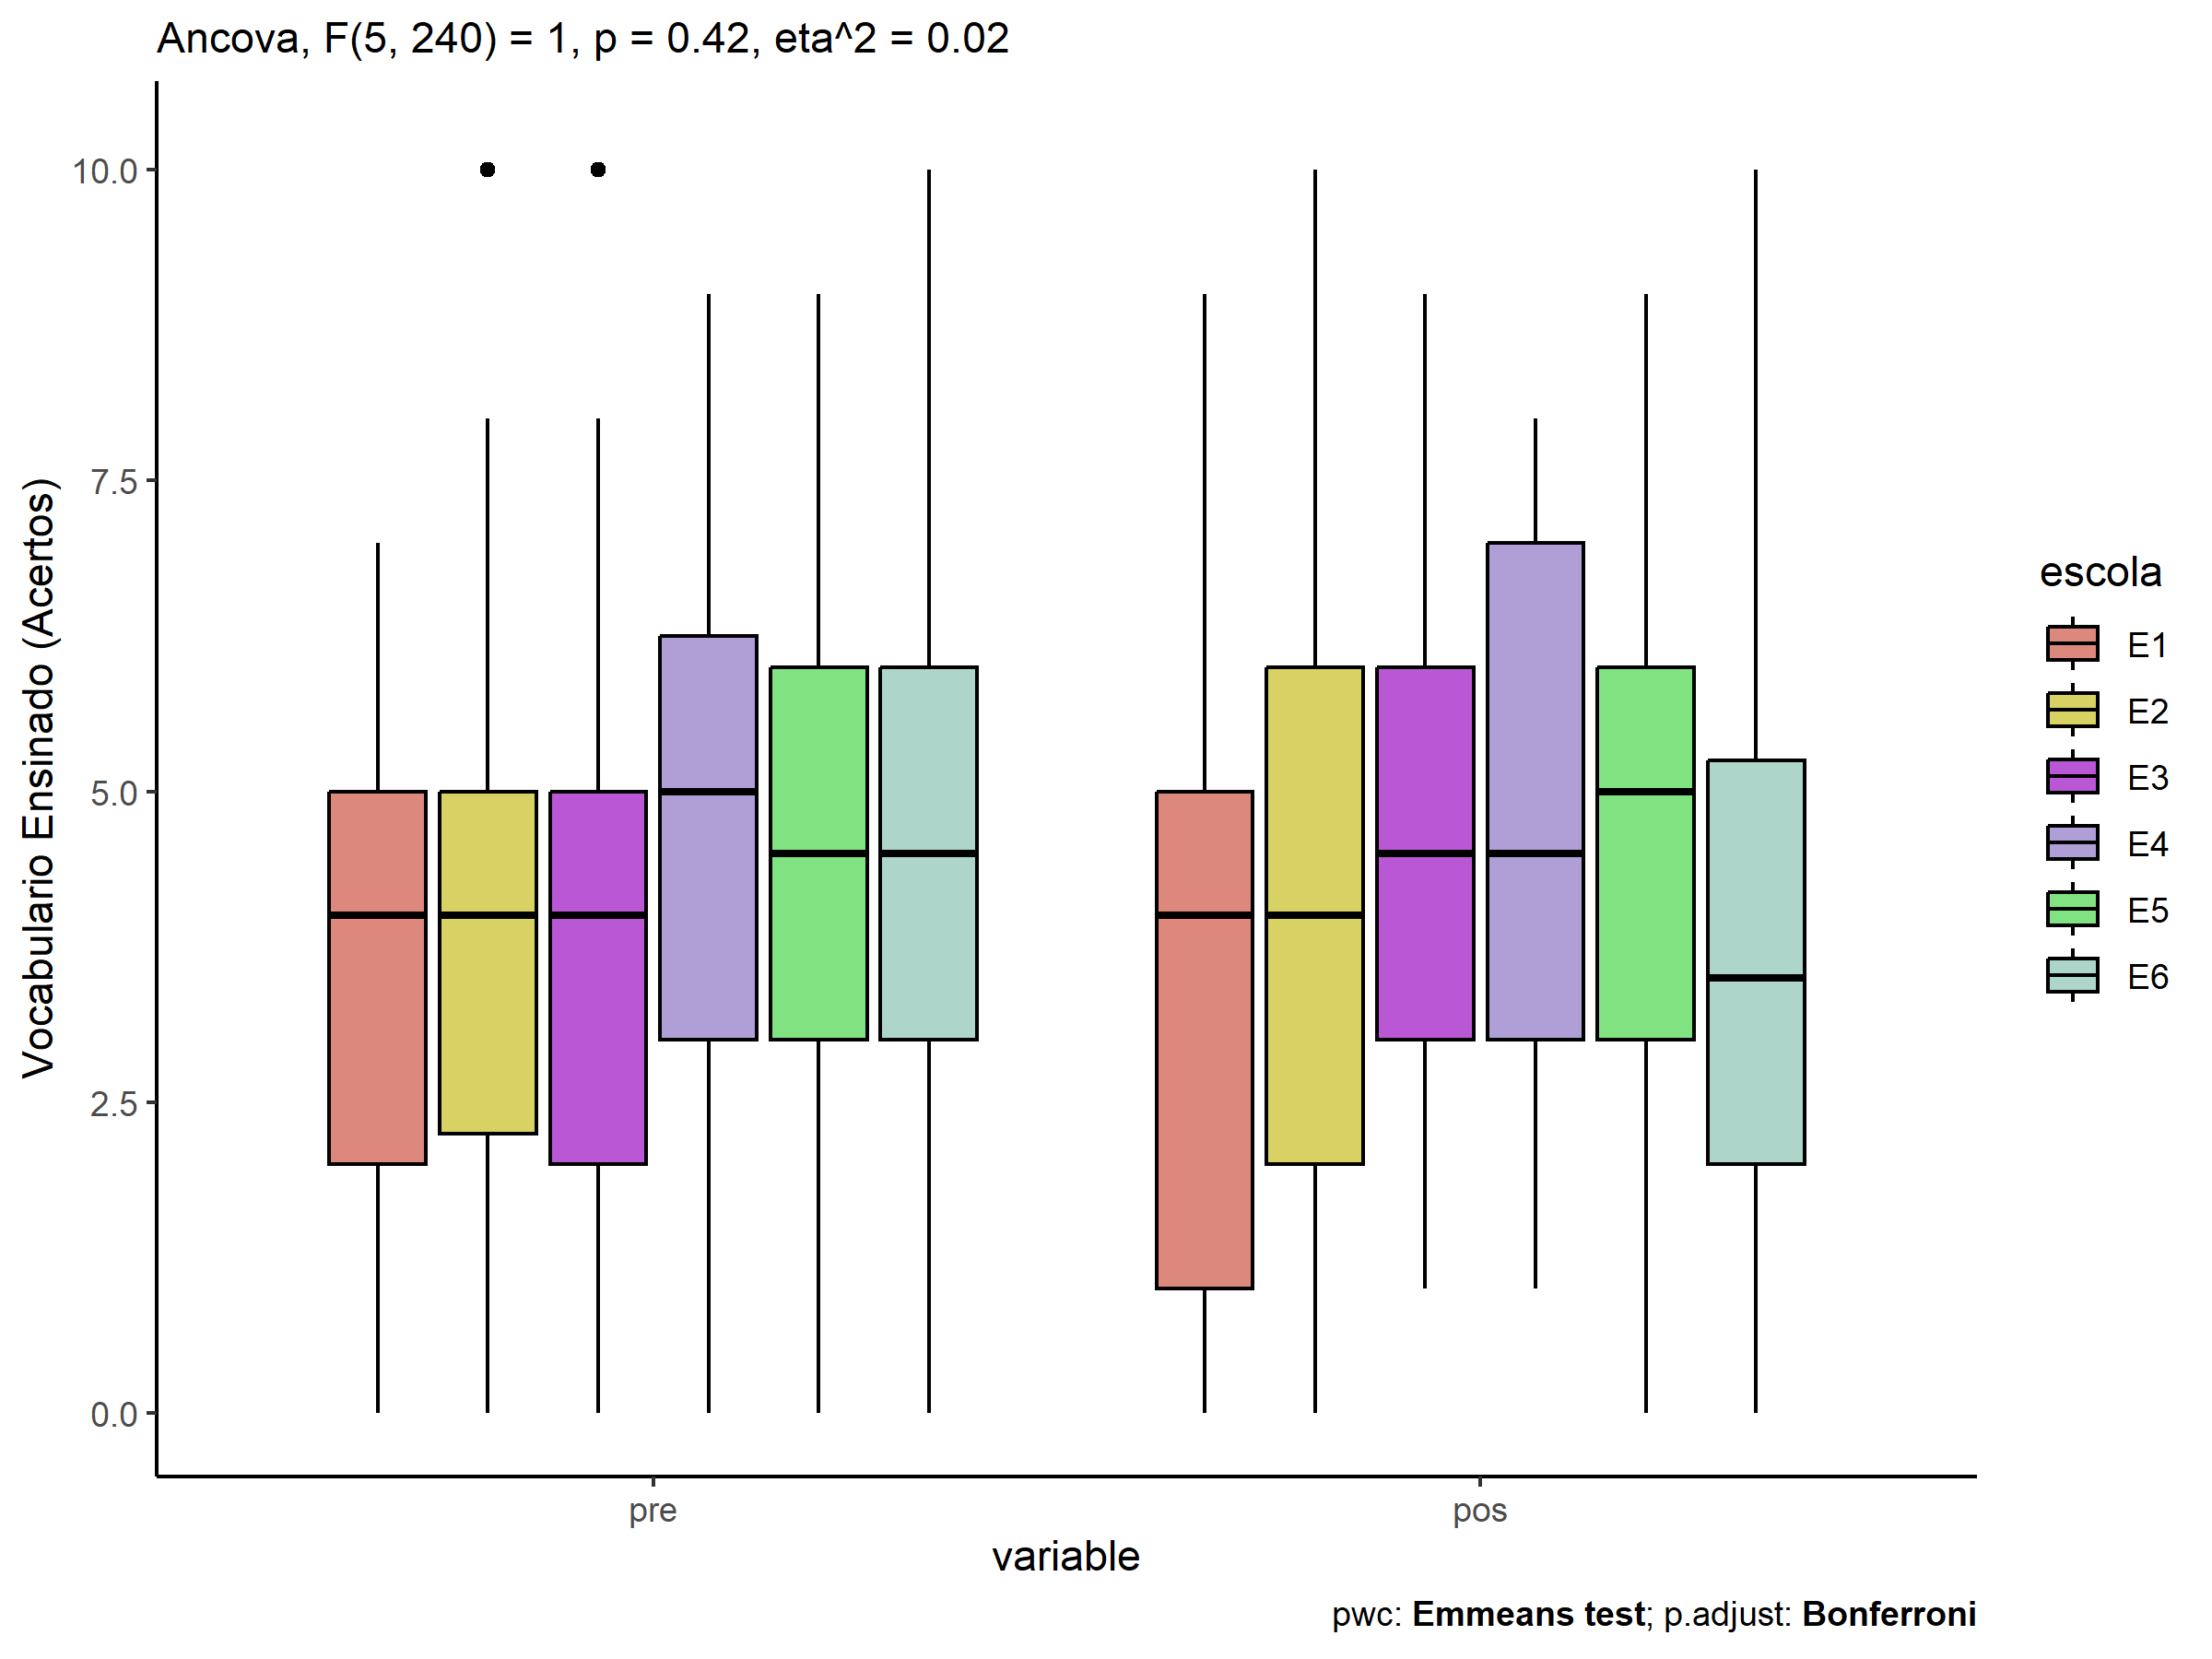 Ancova, F(5, 240) = 1, p = 0.42, eta^2 = 0.02
Vocabulario Ensinado (Acertos)
10.0
7.5
5.0
2.5
0.0
pre
pos
variable
escola
E1
E2
E3
E4
E5
E6
pwc: Emmeans test; p.adjust: Bonferroni